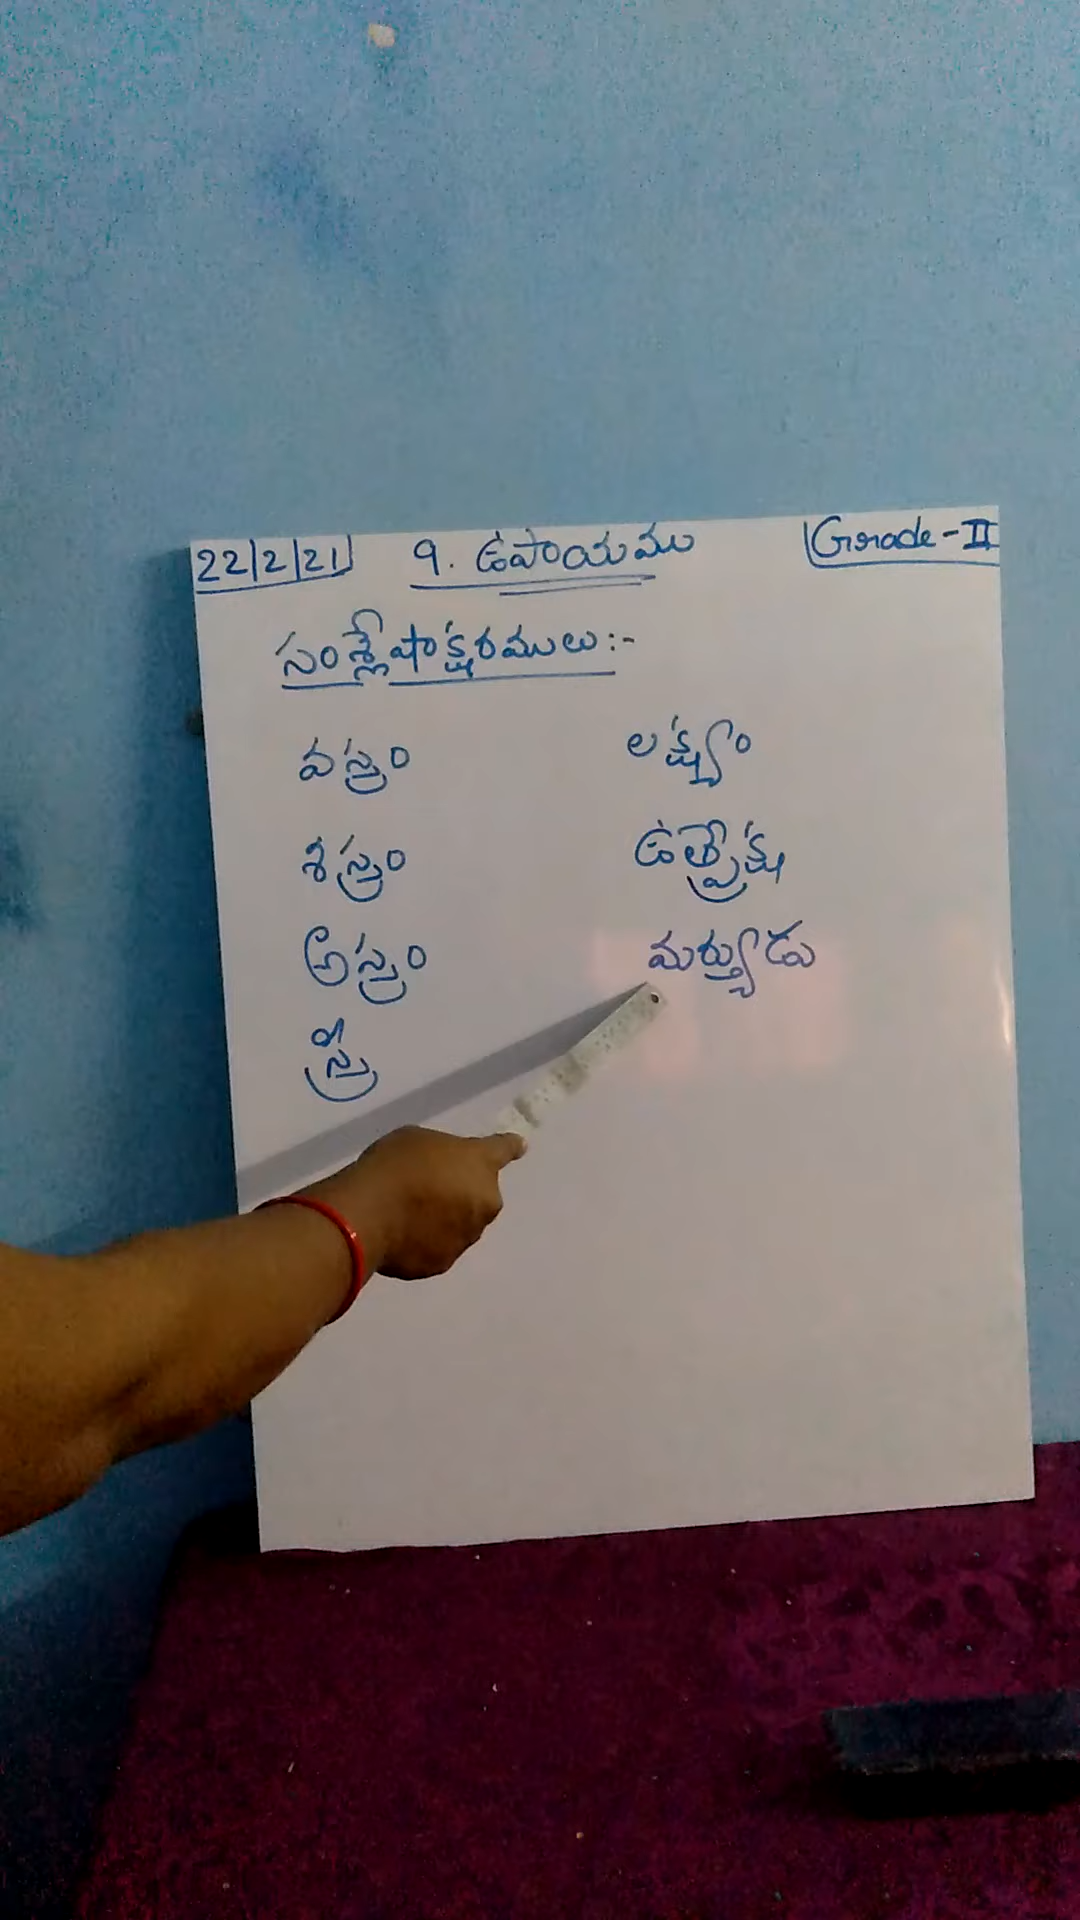 22/2/21 9. ఉపాయము Grade-II
సంశ్లేషాక్షరములు:-
వస్త్రం లక్ష్యం
శస్త్రం ఉత్ప్రేక్ష
అస్త్రం మర్త్యుడు
స్త్రీ